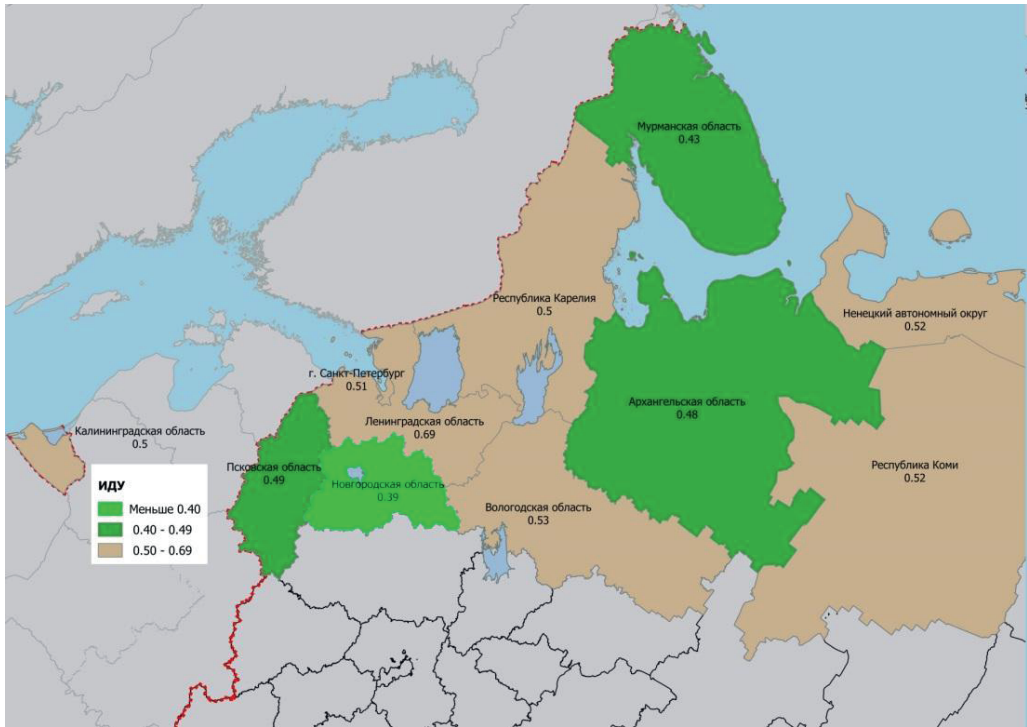 Мурманская область
0.43
Республика Карелия
0.5
Ненецкий автономный округ
0.52
г. Санкт-Петербург
0.51
Архангельская область
0.48
Ленинградская область
0.69
Калининградская область
0.5
Псковская область
0.49
Новгородская область
0.39
Республика Коми
0.52
Вологодская область
0.53
ИДУ
Меньше 0.40
0.40 - 0.49
0.50 - 0.69